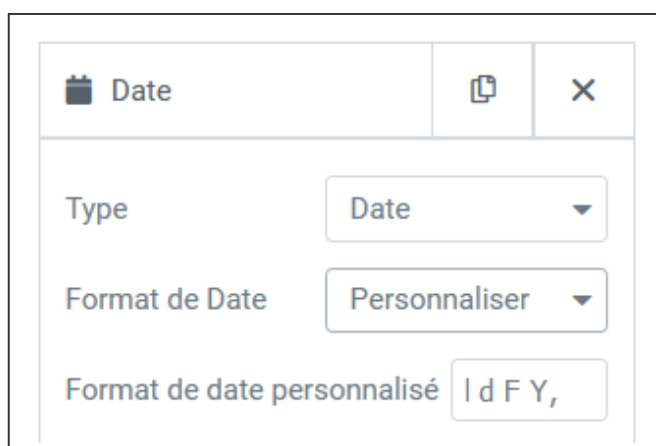 Date
Type Date
Format de Date Personnaliser
Format de date personnalisé l d F Y,